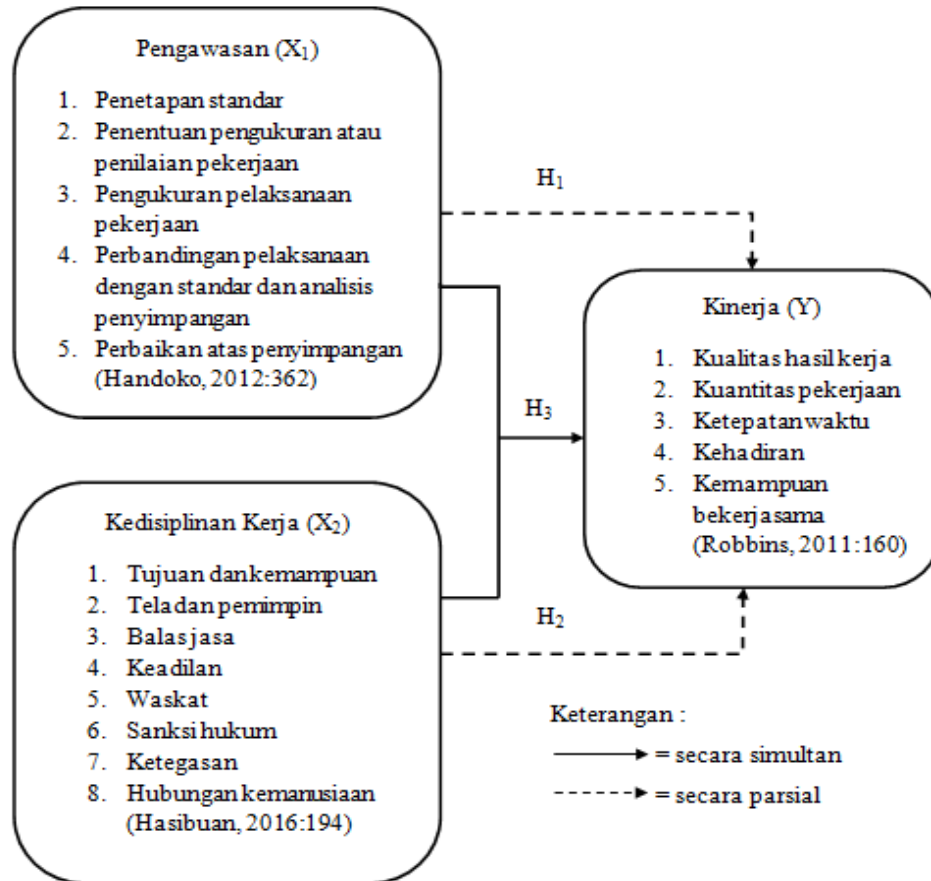 Pengawasan (X₁)
1. Penetapan standar
2. Penentuan pengukuran atau
penilaian pekerjaan
3. Pengukuran pelaksanaan
pekerjaan
4. Perbandingan pelaksanaan
dengan standar dan analisis
penyimpangan
5. Perbaikan atas penyimpangan
(Handoko, 2012:362)
H₁
Kinerja (Y)
1. Kualitas hasil kerja
2. Kuantitas pekerjaan
3. Ketepatan waktu
4. Kehadiran
5. Kemampuan
bekerjasama
(Robbins, 2011:160)
H₃
Kedisiplinan Kerja (X₂)
1. Tujuan dan kemampuan
2. Teladan pemimpin
3. Balas jasa
4. Keadilan
5. Waskat
6. Sanksi hukum
7. Ketegasan
8. Hubungan kemanusiaan
(Hasibuan, 2016:194)
H₂
Keterangan :
= secara simultan
= secara parsial